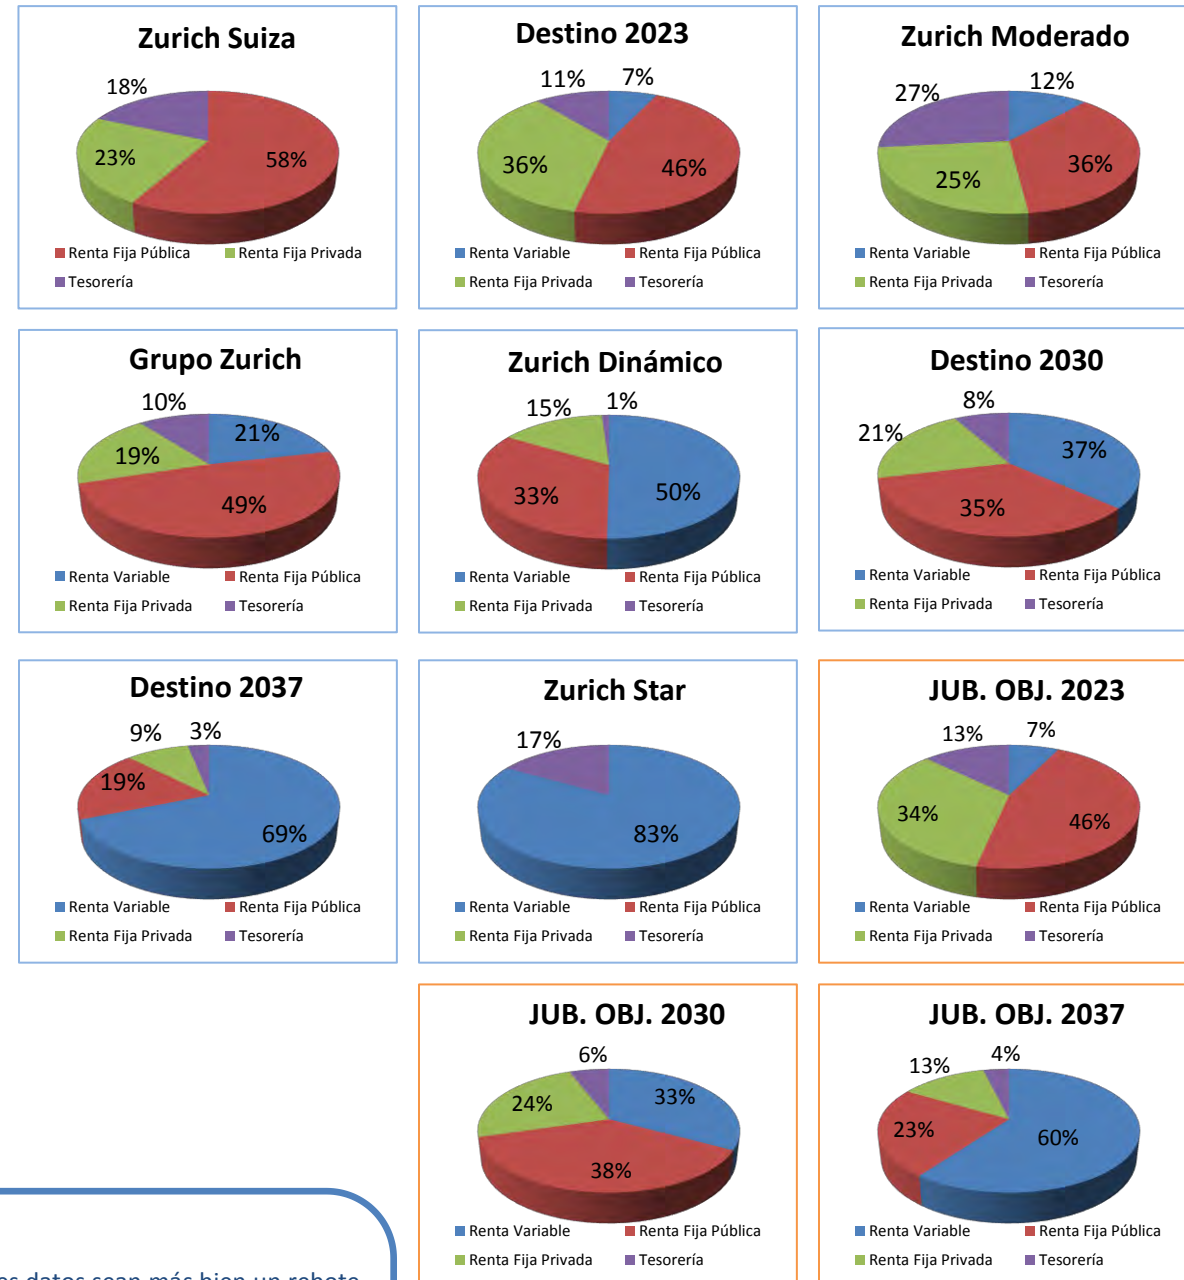 Zurich Suiza
18%
23%
58%
Renta Fija Pública Renta Fija Privada
Tesorería
Destino 2023
11% 7%
36%
46%
Renta Variable Renta Fija Pública
Renta Fija Privada Tesorería
Zurich Moderado
27% 12%
25%
36%
Renta Variable Renta Fija Pública
Renta Fija Privada Tesorería
Grupo Zurich
10%
21%
19%
49%
Renta Variable Renta Fija Pública
Renta Fija Privada Tesorería
Zurich Dinámico
15% 1%
33%
50%
Renta Variable Renta Fija Pública
Renta Fija Privada Tesorería
Destino 2030
8%
21%
37%
35%
Renta Variable Renta Fija Pública
Renta Fija Privada Tesorería
Destino 2037
9% 3%
19%
69%
Renta Variable Renta Fija Pública
Renta Fija Privada Tesorería
Zurich Star
17%
83%
Renta Variable Renta Fija Pública
Renta Fija Privada Tesorería
JUB. OBJ. 2023
13% 7%
34%
46%
Renta Variable Renta Fija Pública
Renta Fija Privada Tesorería
JUB. OBJ. 2030
6%
24%
33%
38%
Renta Variable Renta Fija Pública
Renta Fija Privada Tesorería
JUB. OBJ. 2037
13% 4%
23%
60%
Renta Variable Renta Fija Pública
Renta Fija Privada Tesorería
datos sean más bien un rebote